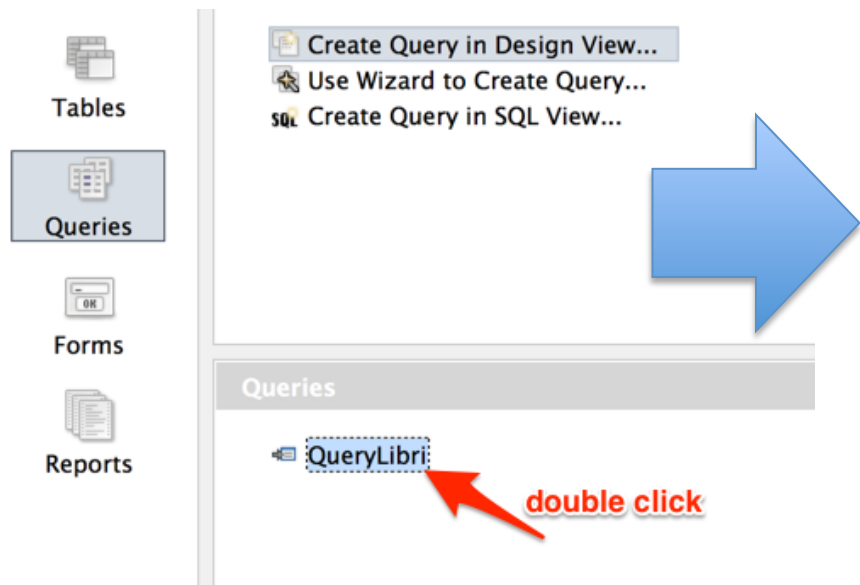 Tables
Queries
Forms
Reports
Create Query in Design View...
Use Wizard to Create Query...
SQL Create Query in SQL View...
Queries
QueryLibri
double click
OK